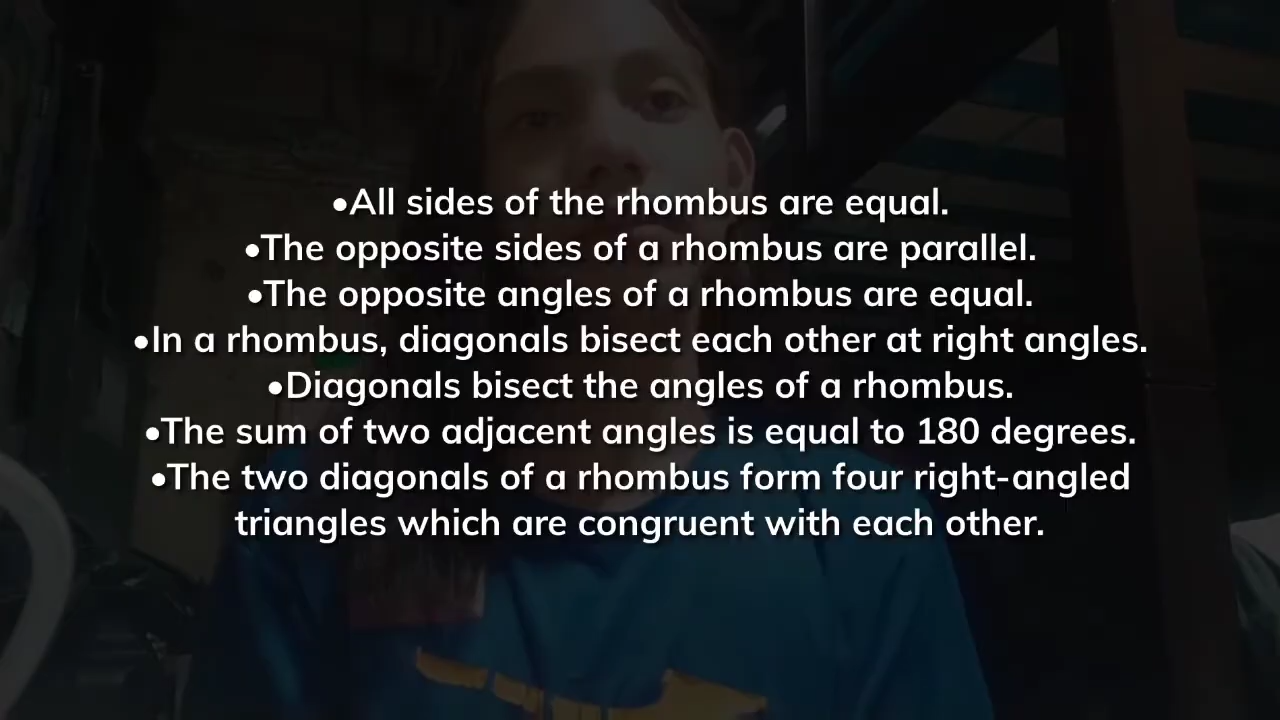 •All sides of the rhombus are equal.
•The opposite sides of a rhombus are parallel.
•The opposite angles of a rhombus are equal.
•In a rhombus, diagonals bisect each other at right angles.
•Diagonals bisect the angles of a rhombus.
•The sum of two adjacent angles is equal to 180 degrees.
•The two diagonals of a rhombus form four right-angled
triangles which are congruent with each other.